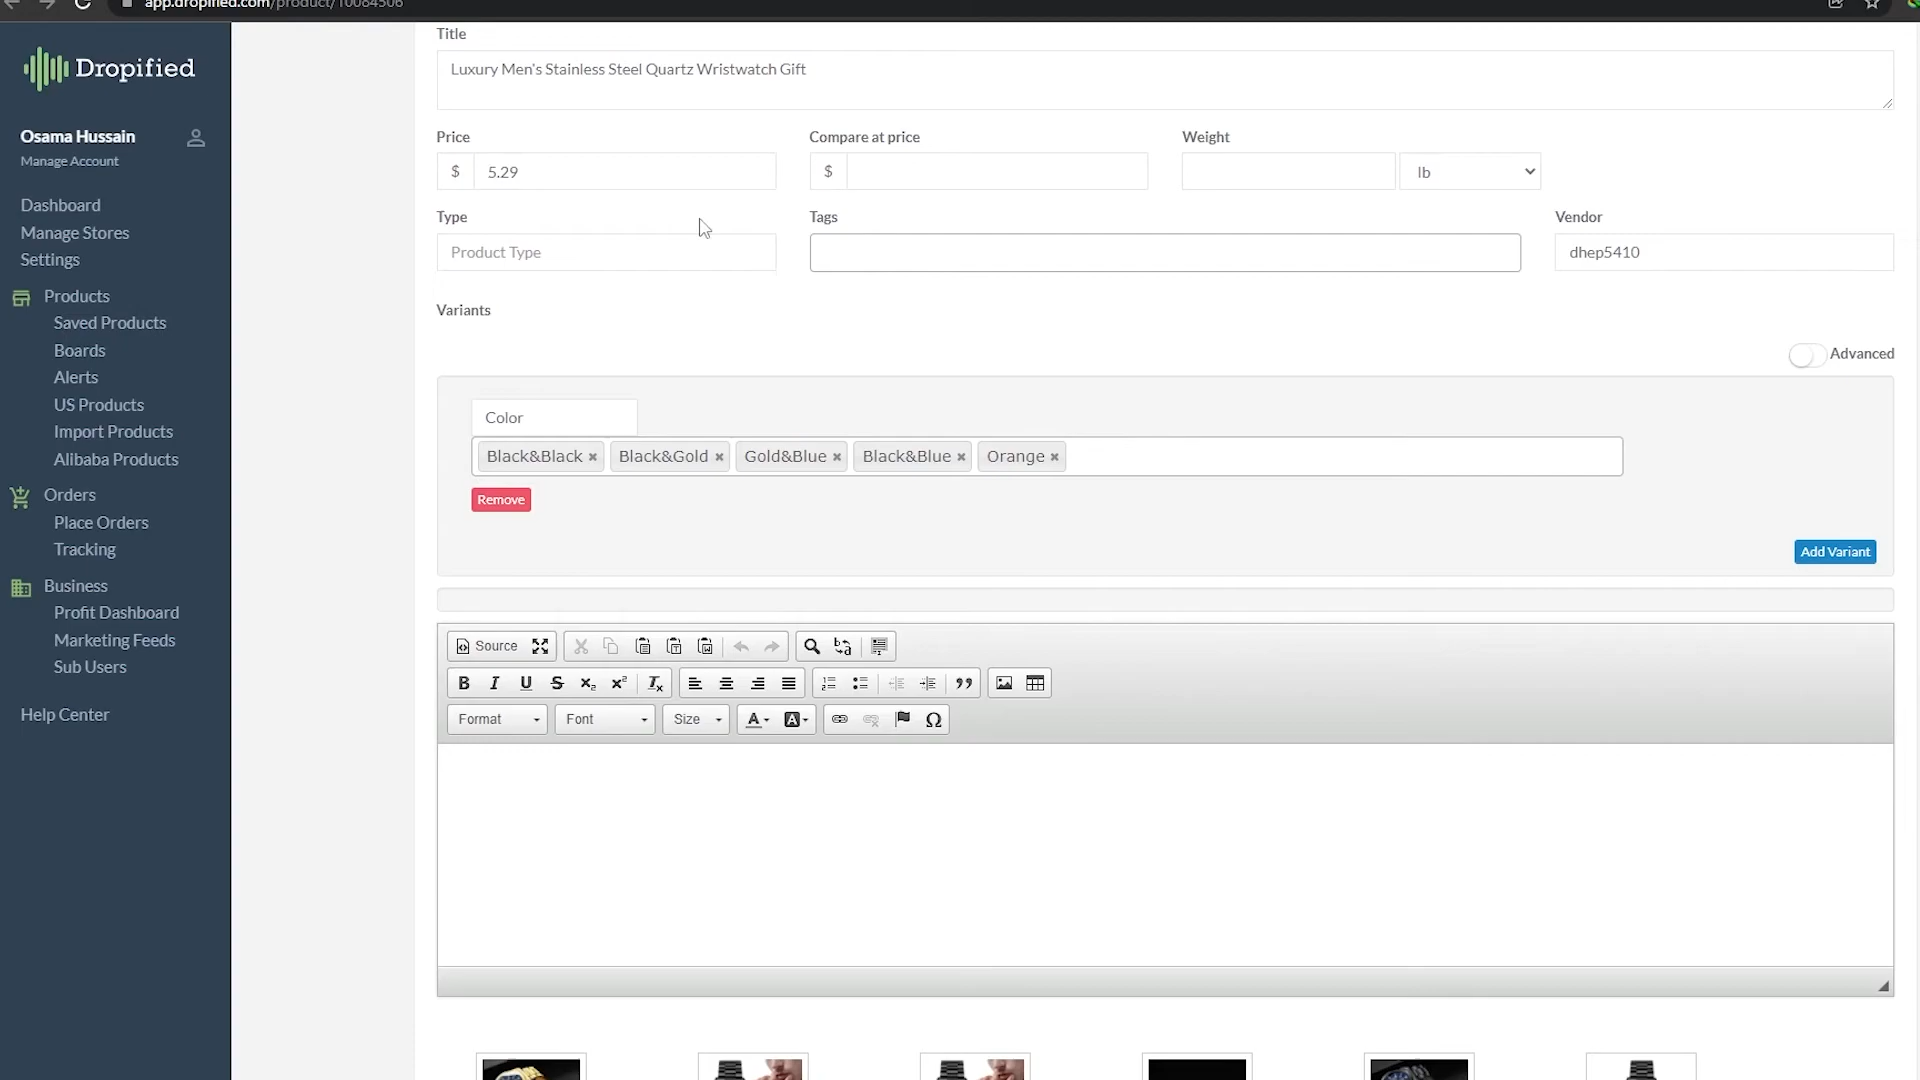 app.dropified.com/product/10084506
Dropified
Osama Hussain
Manage Account
Dashboard
Manage Stores
Settings
Products
Saved Products
Boards
Alerts
US Products
Import Products
Alibaba Products
Orders
Place Orders
Tracking
Business
Profit Dashboard
Marketing Feeds
Sub Users
Help Center
Title
Luxury Men's Stainless Steel Quartz Wristwatch Gift
Price Compare at price Weight
$ 5.29 $ lb
Type Tags Vendor
Product Type dhep5410
Variants
Advanced
Color
Black&Black × Black&Gold × Gold&Blue × Black&Blue × Orange ×
Remove
Add Variant
Source
B I U S x₂ x² Tx
Format Font Size A A Ω